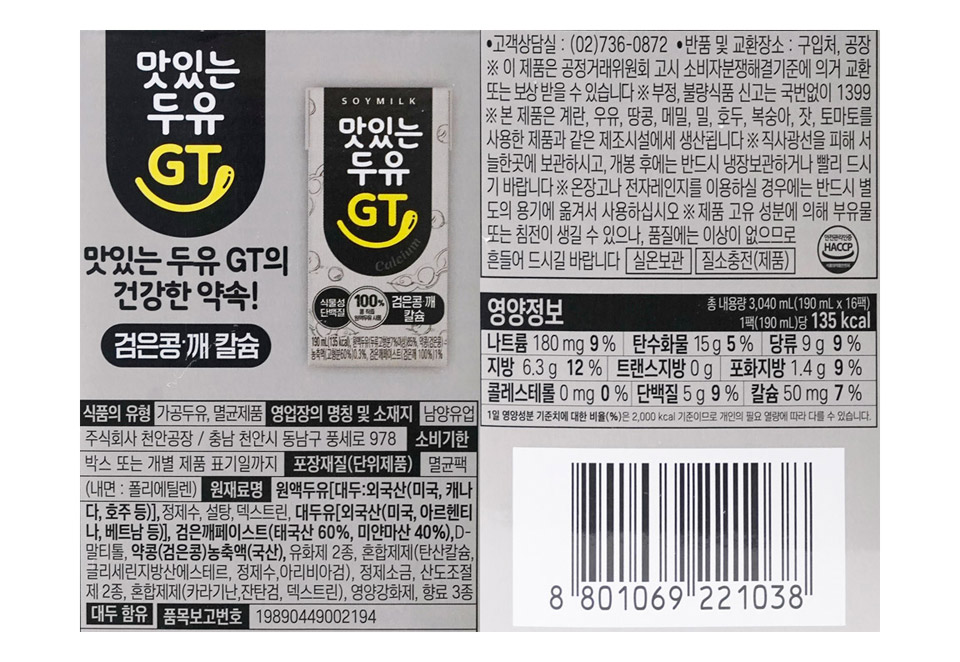 맛있는
두유
GT
맛있는 두유 GT의
건강한 약속!
검은콩·깨 칼슘
SOYMILK
맛있는
두유
GT
Calcium
식물성
단백질
100%
검은콩·깨
칼슘
식품의 유형 가공두유, 멸균제품 영업장의 명칭 및 소재지 남양유업
주식회사 천안공장 / 충남 천안시 동남구 풍세로 978 소비기한
박스 또는 개별 제품 표기일까지 포장재질(단위제품) 멸균팩
(내면 : 폴리에틸렌) 원재료명 원액두유[대두:외국산(미국, 캐나
다, 호주 등)], 정제수, 설탕, 덱스트린, 대두유[외국산(미국, 아르헨티
나, 베트남 등)], 검은깨페이스트(태국산 60%, 미얀마산 40%),D-
말티톨, 약콩(검은콩)농축액(국산), 유화제 2종, 혼합제제(탄산칼슘,
글리세린지방산에스테르, 정제수,아리비아검), 정제소금, 산도조절
제 2종, 혼합제제(카라기난,잔탄검, 덱스트린), 영양강화제, 향료 3종
대두 함유 품목보고번호 19890449002194
•고객상담실 : (02)736-0872 •반품 및 교환장소 : 구입처, 공장
※ 이 제품은 공정거래위원회 고시 소비자분쟁해결기준에 의거 교환
또는 보상 받을 수 있습니다 ※ 부정, 불량식품 신고는 국번없이 1399
※ 본 제품은 계란, 우유, 땅콩, 메밀, 밀, 호두, 복숭아, 잣, 토마토를
사용한 제품과 같은 제조시설에세 생산됩니다 ※ 직사광선을 피해 서
늘한곳에 보관하시고, 개봉 후에는 반드시 냉장보관하거나 빨리 드시
기 바랍니다 ※ 온장고나 전자레인지를 이용하실 경우에는 반드시 별
도의 용기에 옮겨서 사용하십시오 ※ 제품 고유 성분에 의해 부유물
또는 침전이 생길 수 있으나, 품질에는 이상이 없으므로
흔들어 드시길 바랍니다 실온보관 질소충전(제품)
HACCP
영양정보
총 내용량 3,040 mL(190 mL x 16팩)
1팩(190 mL)당 135 kcal
나트륨 180 mg 9 % 탄수화물 15 g 5 % 당류 9 g 9 %
지방 6.3 g 12 % 트랜스지방 0 g 포화지방 1.4 g 9 %
콜레스테롤 0 mg 0 % 단백질 5 g 9 % 칼슘 50 mg 7 %
1일 영양성분 기준치에 대한 비율(%)은 2,000 kcal 기준이므로 개인의 필요 열량에 따라 다를 수 있습니다.
8 801069 221038